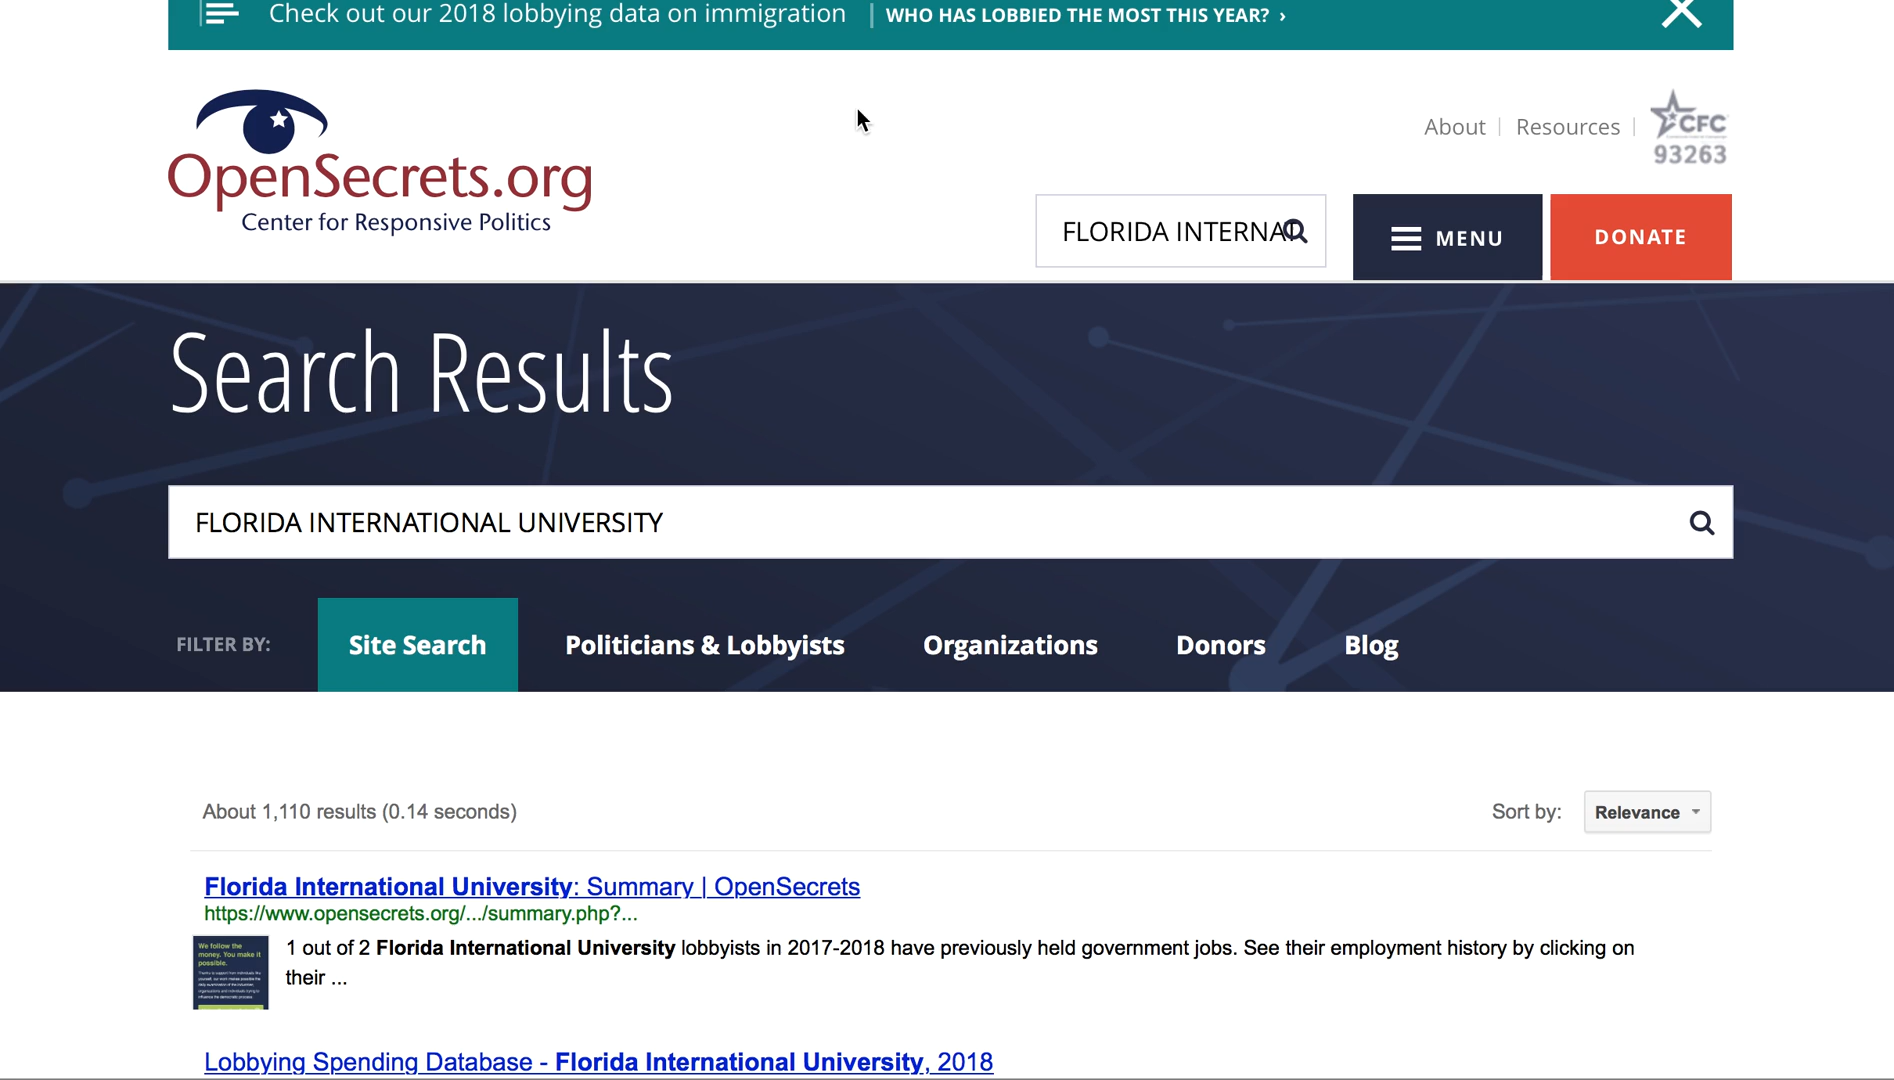 Check out our 2018 lobbying data on immigration | WHO HAS LOBBIED THE MOST THIS YEAR? ›
About | Resources |
CFC
93263
OpenSecrets.org
Center for Responsive Politics
FLORIDA INTERNAT
MENU
DONATE
Search Results
FLORIDA INTERNATIONAL UNIVERSITY
FILTER BY:
Site Search
Politicians & Lobbyists
Organizations
Donors
Blog
About 1,110 results (0.14 seconds)
Sort by:
Relevance
Florida International University: Summary | OpenSecrets
https://www.opensecrets.org/.../summary.php?...
We follow the
money. You make it
possible.
1 out of 2 Florida International University lobbyists in 2017-2018 have previously held government jobs. See their employment history by clicking on
their ...
Lobbying Spending Database - Florida International University, 2018